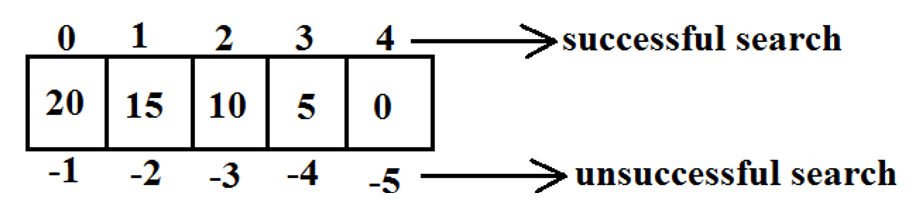 0 1 2 3 4 successful search
20 15 10 5 0
-1 -2 -3 -4 -5 unsuccessful search